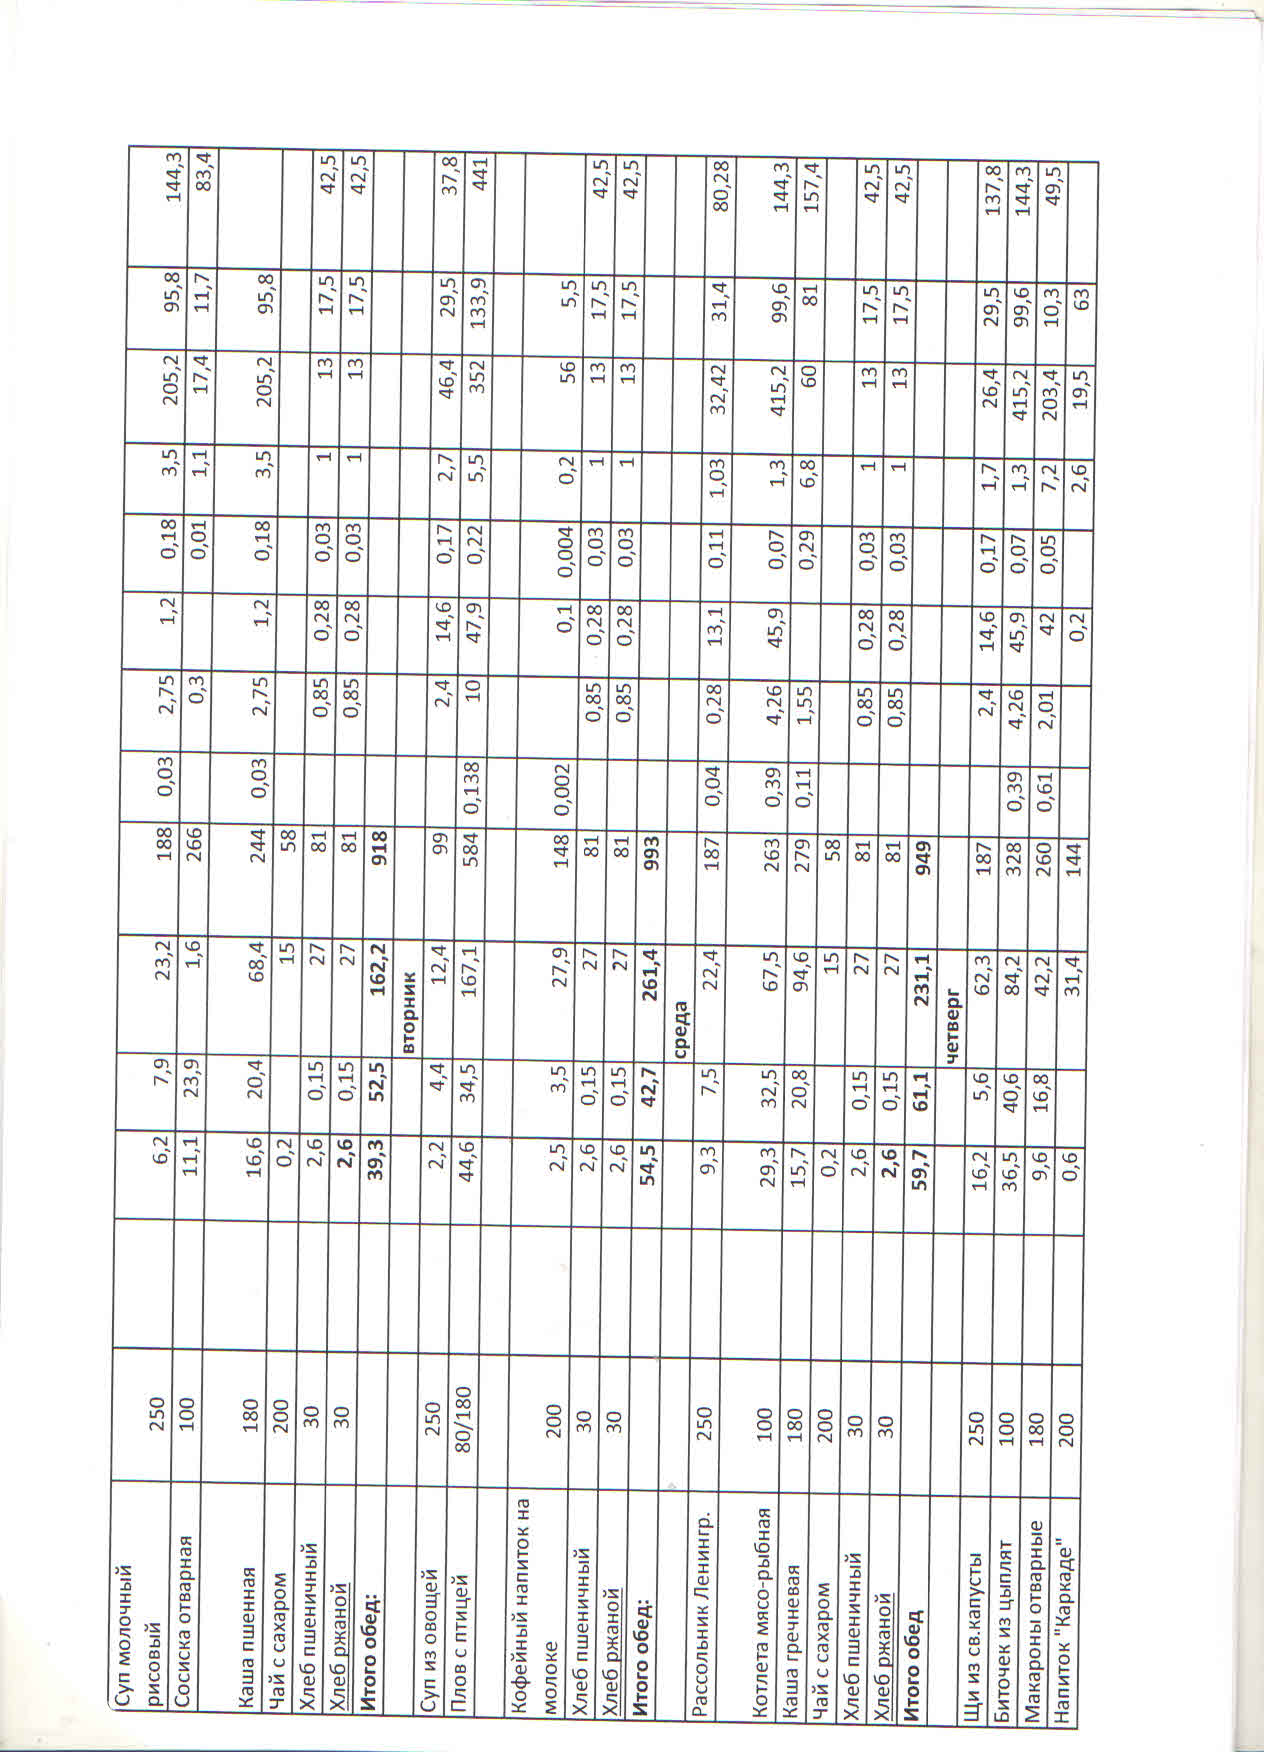 Суп молочный
рисовый 250 6,2 7,9 23,2 188 0,03 2,75 1,2 0,18 3,5 205,2 95,8 144,3
Сосиска отварная 100 11,1 23,9 1,6 266 0,3 0,01 1,1 17,4 11,7 83,4
Каша пшенная 180 16,6 20,4 68,4 244 0,03 2,75 1,2 0,18 3,5 205,2 95,8
Чай с сахаром 200 0,2 15 58
Хлеб пшеничный 30 2,6 0,15 27 81 0,85 0,28 0,03 1 13 17,5 42,5
Хлеб ржаной 30 2,6 0,15 27 81 0,85 0,28 0,03 1 13 17,5 42,5
Итого обед: 39,3 52,5 162,2 918
вторник
Суп из овощей 250 2,2 4,4 12,4 99 2,4 14,6 0,17 2,7 46,4 29,5 37,8
Плов с птицей 80/180 44,6 34,5 167,1 584 0,138 10 47,9 0,22 5,5 352 133,9 441
Кофейный напиток на
молоке 200 2,5 3,5 27,9 148 0,002 0,1 0,004 0,2 56 5,5
Хлеб пшеничный 30 2,6 0,15 27 81 0,85 0,28 0,03 1 13 17,5 42,5
Хлеб ржаной 30 2,6 0,15 27 81 0,85 0,28 0,03 1 13 17,5 42,5
Итого обед: 54,5 42,7 261,4 993
среда
Рассольник Ленингр. 250 9,3 7,5 22,4 187 0,04 0,28 13,1 0,11 1,03 32,42 31,4 80,28
Котлета мясо-рыбная 100 29,3 32,5 67,5 263 0,39 4,26 45,9 0,07 1,3 415,2 99,6 144,3
Каша гречневая 180 15,7 20,8 94,6 279 0,11 1,55 0,29 6,8 60 81 157,4
Чай с сахаром 200 0,2 15 58
Хлеб пшеничный 30 2,6 0,15 27 81 0,85 0,28 0,03 1 13 17,5 42,5
Хлеб ржаной 30 2,6 0,15 27 81 0,85 0,28 0,03 1 13 17,5 42,5
Итого обед 59,7 61,1 231,1 949
четверг
Щи из св.капусты 250 16,2 5,6 62,3 187 2,4 14,6 0,17 1,7 26,4 29,5 137,8
Биточек из цыплят 100 36,5 40,6 84,2 328 0,39 4,26 45,9 0,07 1,3 415,2 99,6 144,3
Макароны отварные 180 9,6 16,8 42,2 260 0,61 2,01 42 0,05 7,2 203,4 10,3 49,5
Напиток "Каркаде" 200 0,6 31,4 144 0,2 2,6 19,5 63